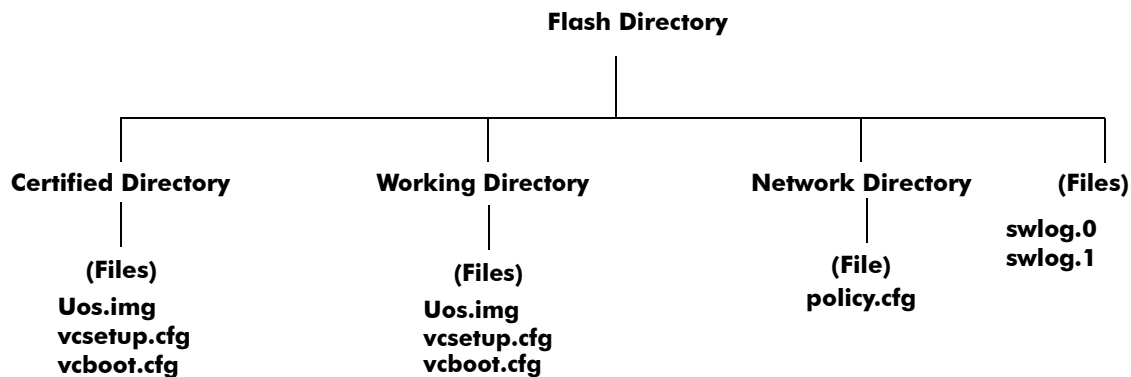 Flash Directory
Certified Directory
Working Directory
Network Directory
(Files)
swlog.0
swlog.1
(Files)
Uos.img
vcsetup.cfg
vcboot.cfg
(Files)
Uos.img
vcsetup.cfg
vcboot.cfg
(File)
policy.cfg